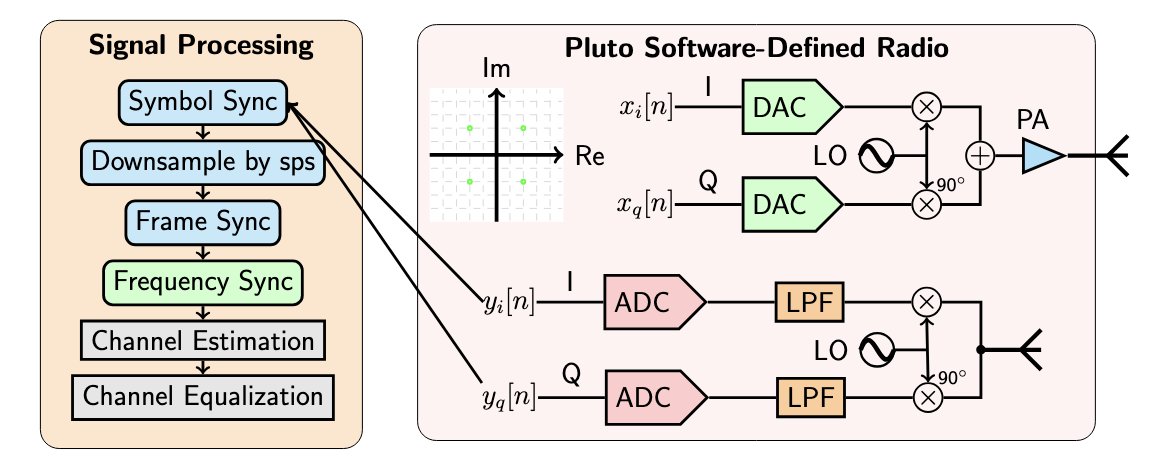 Signal Processing
Symbol Sync
Downsample by sps
Frame Sync
Frequency Sync
Channel Estimation
Channel Equalization
Pluto Software-Defined Radio
Im
Re
x_i[n]
I
DAC
LO
90°
x_q[n]
Q
DAC
+
PA
y_i[n]
I
ADC
LPF
LO
90°
y_q[n]
Q
ADC
LPF